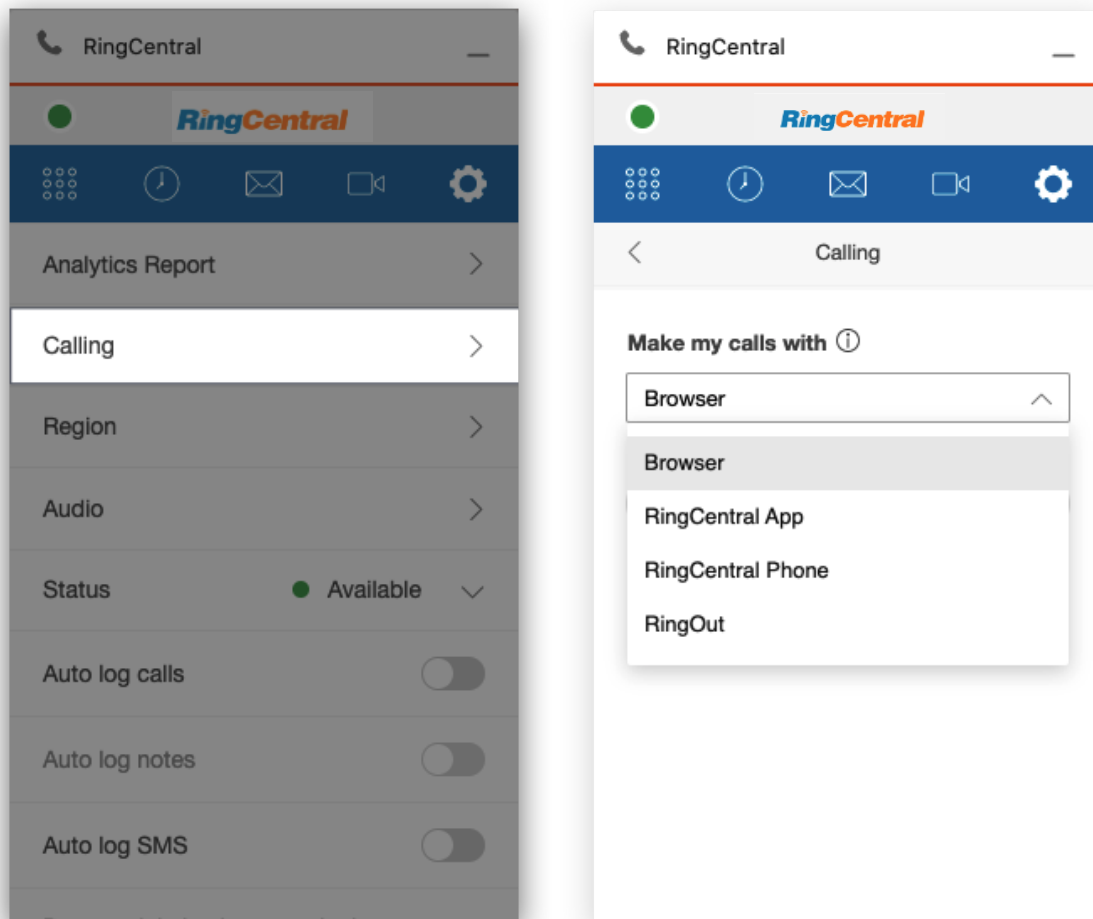 RingCentral
RingCentral
Analytics Report
Calling
Region
Audio
Status Available
Auto log calls
Auto log notes
Auto log SMS
RingCentral
RingCentral
Calling
Make my calls with
Browser
Browser
RingCentral App
RingCentral Phone
RingOut